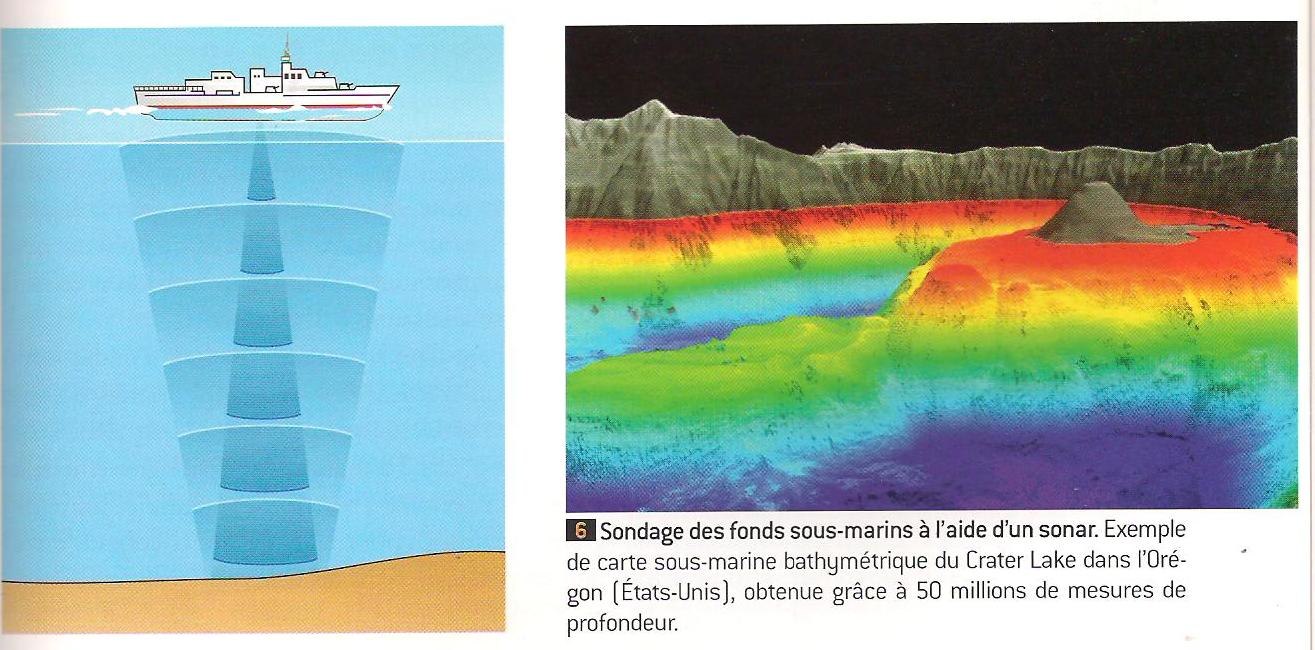 6 Sondage des fonds sous-marins à l'aide d'un sonar. Exemple
de carte sous-marine bathymétrique du Crater Lake dans l'Oré-
gon (États-Unis), obtenue grâce à 50 millions de mesures de
profondeur.